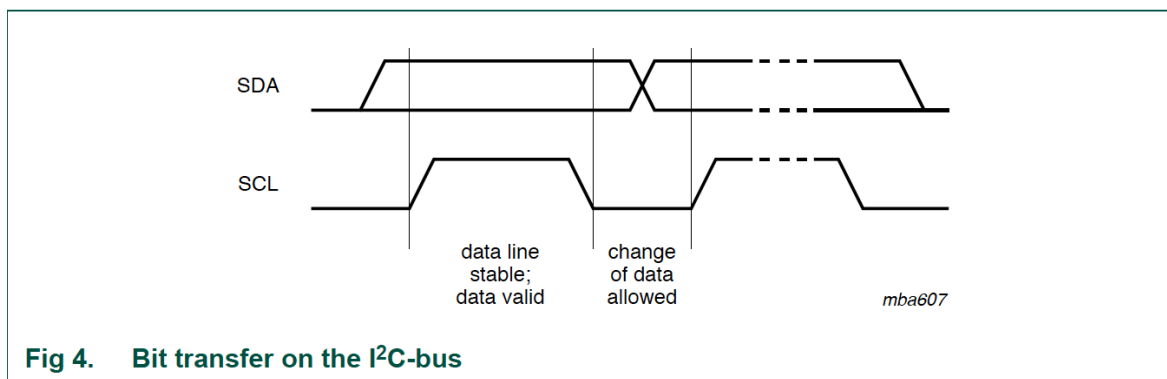 SDA
SCL
data line
stable;
data valid
change
of data
allowed
mba607
Fig 4. Bit transfer on the I²C-bus